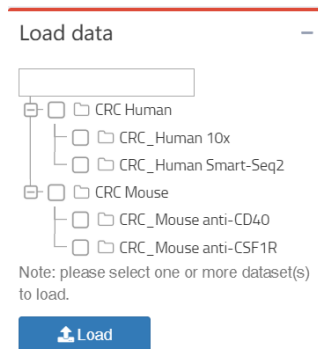 Load data
CRC Human
CRC_Human 10x
CRC_Human Smart-Seq2
CRC Mouse
CRC_Mouse anti-CD40
CRC_Mouse anti-CSF1R
Note: please select one or more dataset(s)
to load.
Load